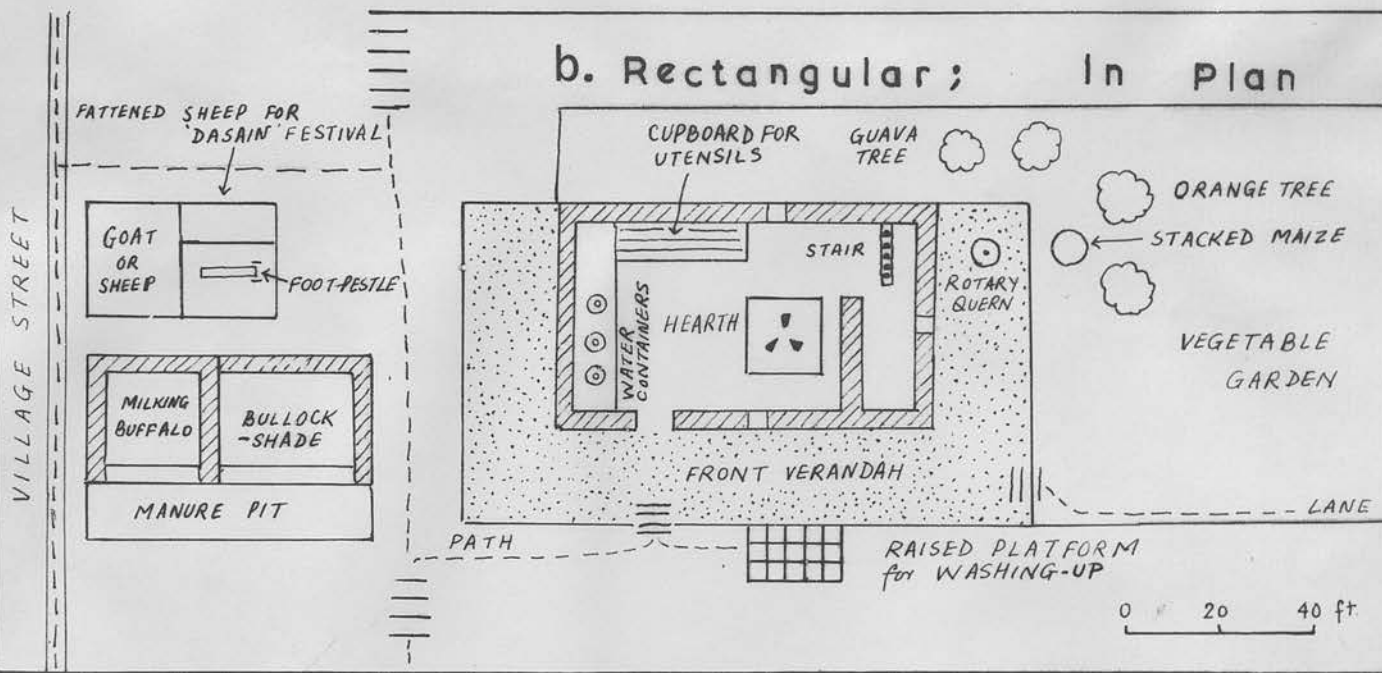 b. Rectangular; In Plan
FATTENED SHEEP FOR
'DASAIN' FESTIVAL
VILLAGE STREET
GOAT
OR
SHEEP
FOOT-PESTLE
MILKING
BUFFALO
BULLOCK
-SHADE
MANURE PIT
CUPBOARD FOR
UTENSILS
GUAVA
TREE
ORANGE TREE
STACKED MAIZE
STAIR
ROTARY
QUERN
WATER
CONTAINERS
HEARTH
VEGETABLE
GARDEN
FRONT VERANDAH
LANE
PATH
RAISED PLATFORM
for WASHING-UP
0 20 40 ft.